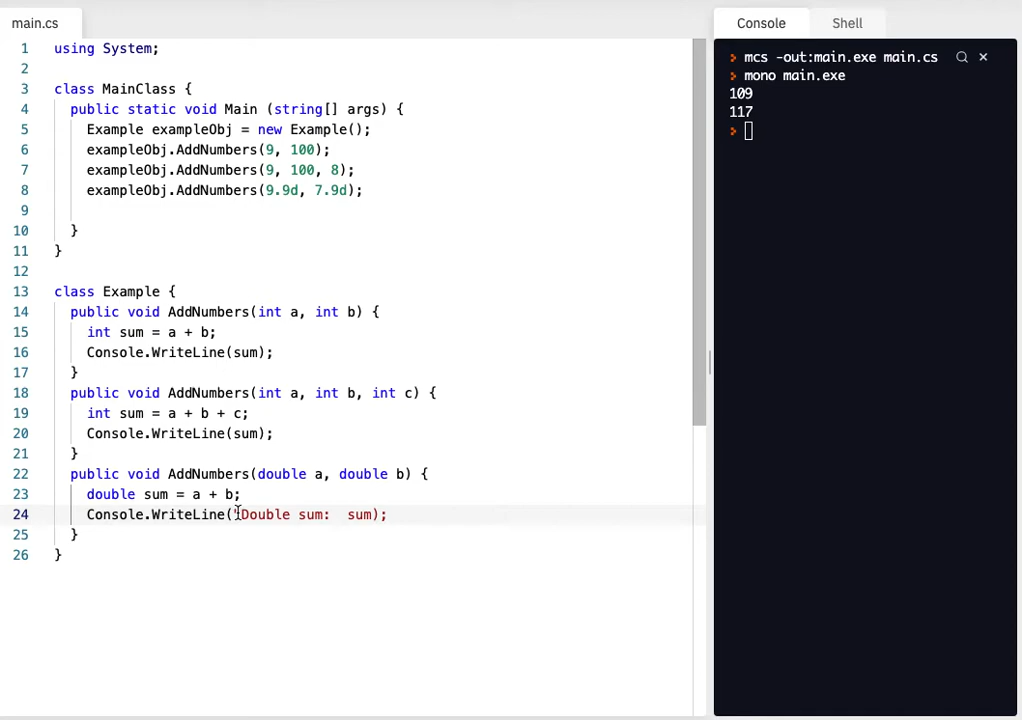 main.cs
1 using System;
2
3 class MainClass {
4 public static void Main (string[] args) {
5 Example exampleObj = new Example();
6 exampleObj.AddNumbers(9, 100);
7 exampleObj.AddNumbers(9, 100, 8);
8 exampleObj.AddNumbers(9.9d, 7.9d);
9
10 }
11 }
12
13 class Example {
14 public void AddNumbers(int a, int b) {
15 int sum = a + b;
16 Console.WriteLine(sum);
17 }
18 public void AddNumbers(int a, int b, int c) {
19 int sum = a + b + c;
20 Console.WriteLine(sum);
21 }
22 public void AddNumbers(double a, double b) {
23 double sum = a + b;
24 Console.WriteLine("Double sum:  sum);
25 }
26 }
Console Shell
mcs -out:main.exe main.cs
mono main.exe
109
117